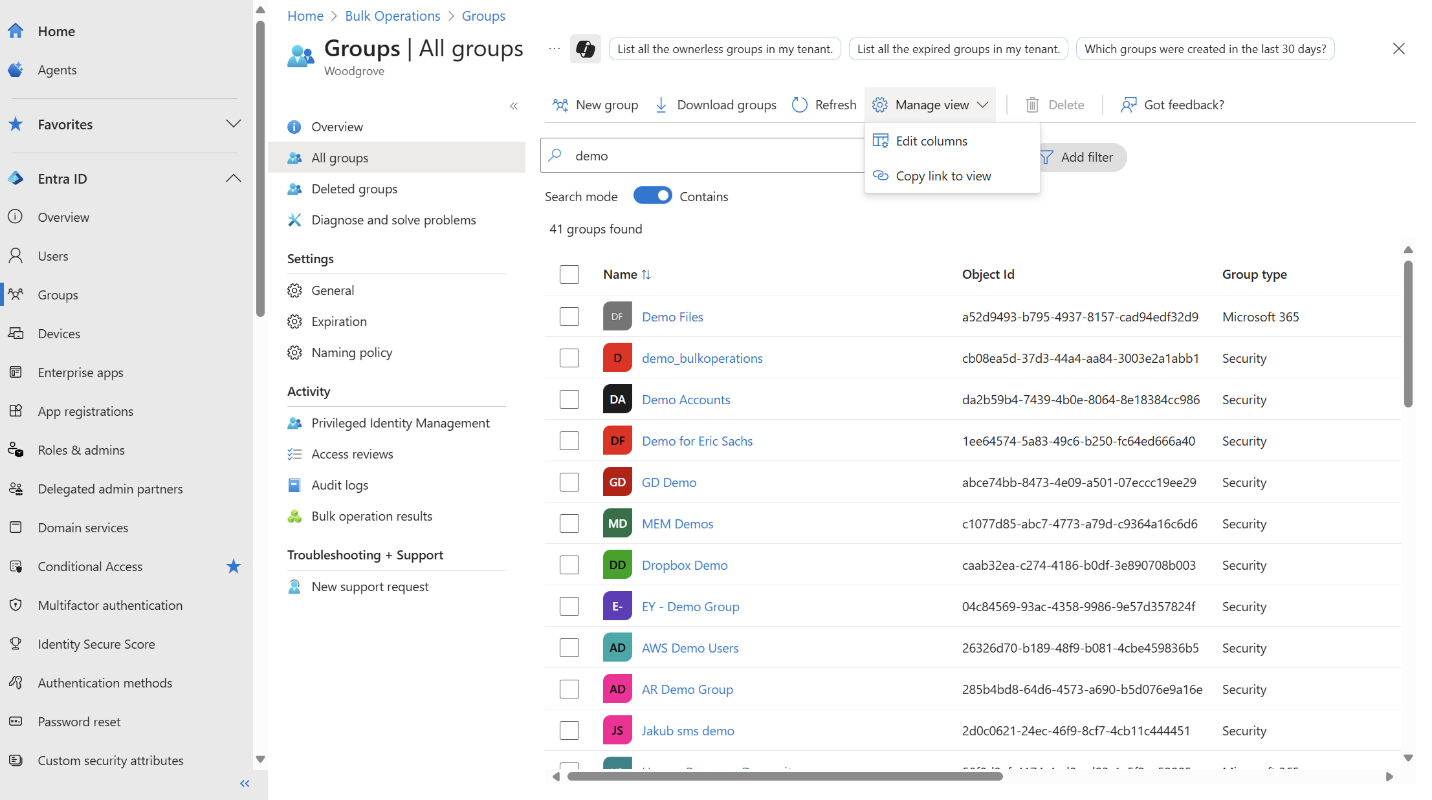 Home
Agents
Favorites
Entra ID
Overview
Users
Groups
Devices
Enterprise apps
App registrations
Roles & admins
Delegated admin partners
Domain services
Conditional Access
Multifactor authentication
Identity Secure Score
Authentication methods
Password reset
Custom security attributes
Home > Bulk Operations > Groups
Groups | All groups
Woodgrove
List all the ownerless groups in my tenant. List all the expired groups in my tenant. Which groups were created in the last 30 days?
Overview
All groups
Deleted groups
Diagnose and solve problems
Settings
General
Expiration
Naming policy
Activity
Privileged Identity Management
Access reviews
Audit logs
Bulk operation results
Troubleshooting + Support
New support request
New group Download groups Refresh Manage view Delete Got feedback?
Edit columns
Copy link to view
demo
Add filter
Search mode Contains
41 groups found
Name Object Id Group type
DF Demo Files a52d9493-b795-4937-8157-cad94edf32d9 Microsoft 365
D demo_bulkoperations cb08ea5d-37d3-44a4-aa84-3003e2a1abb1 Security
DA Demo Accounts da2b59b4-7439-4b0e-8064-8e18384cc986 Security
DF Demo for Eric Sachs 1ee64574-5a83-49c6-b250-fc64ed666a40 Security
GD GD Demo abce74bb-8473-4e09-a501-07eccc19ee29 Security
MD MEM Demos c1077d85-abc7-4773-a79d-c9364a16c6d6 Security
DD Dropbox Demo caab32ea-c274-4186-b0df-3e890708b003 Security
E- EY - Demo Group 04c84569-93ac-4358-9986-9e57d357824f Security
AD AWS Demo Users 26326d70-b189-48f9-b081-4cbe459836b5 Security
AD AR Demo Group 285b4bd8-64d6-4573-a690-b5d076e9a16e Security
JS Jakub sms demo 2d0c0621-24ec-46f9-8cf7-4cb11c444451 Security